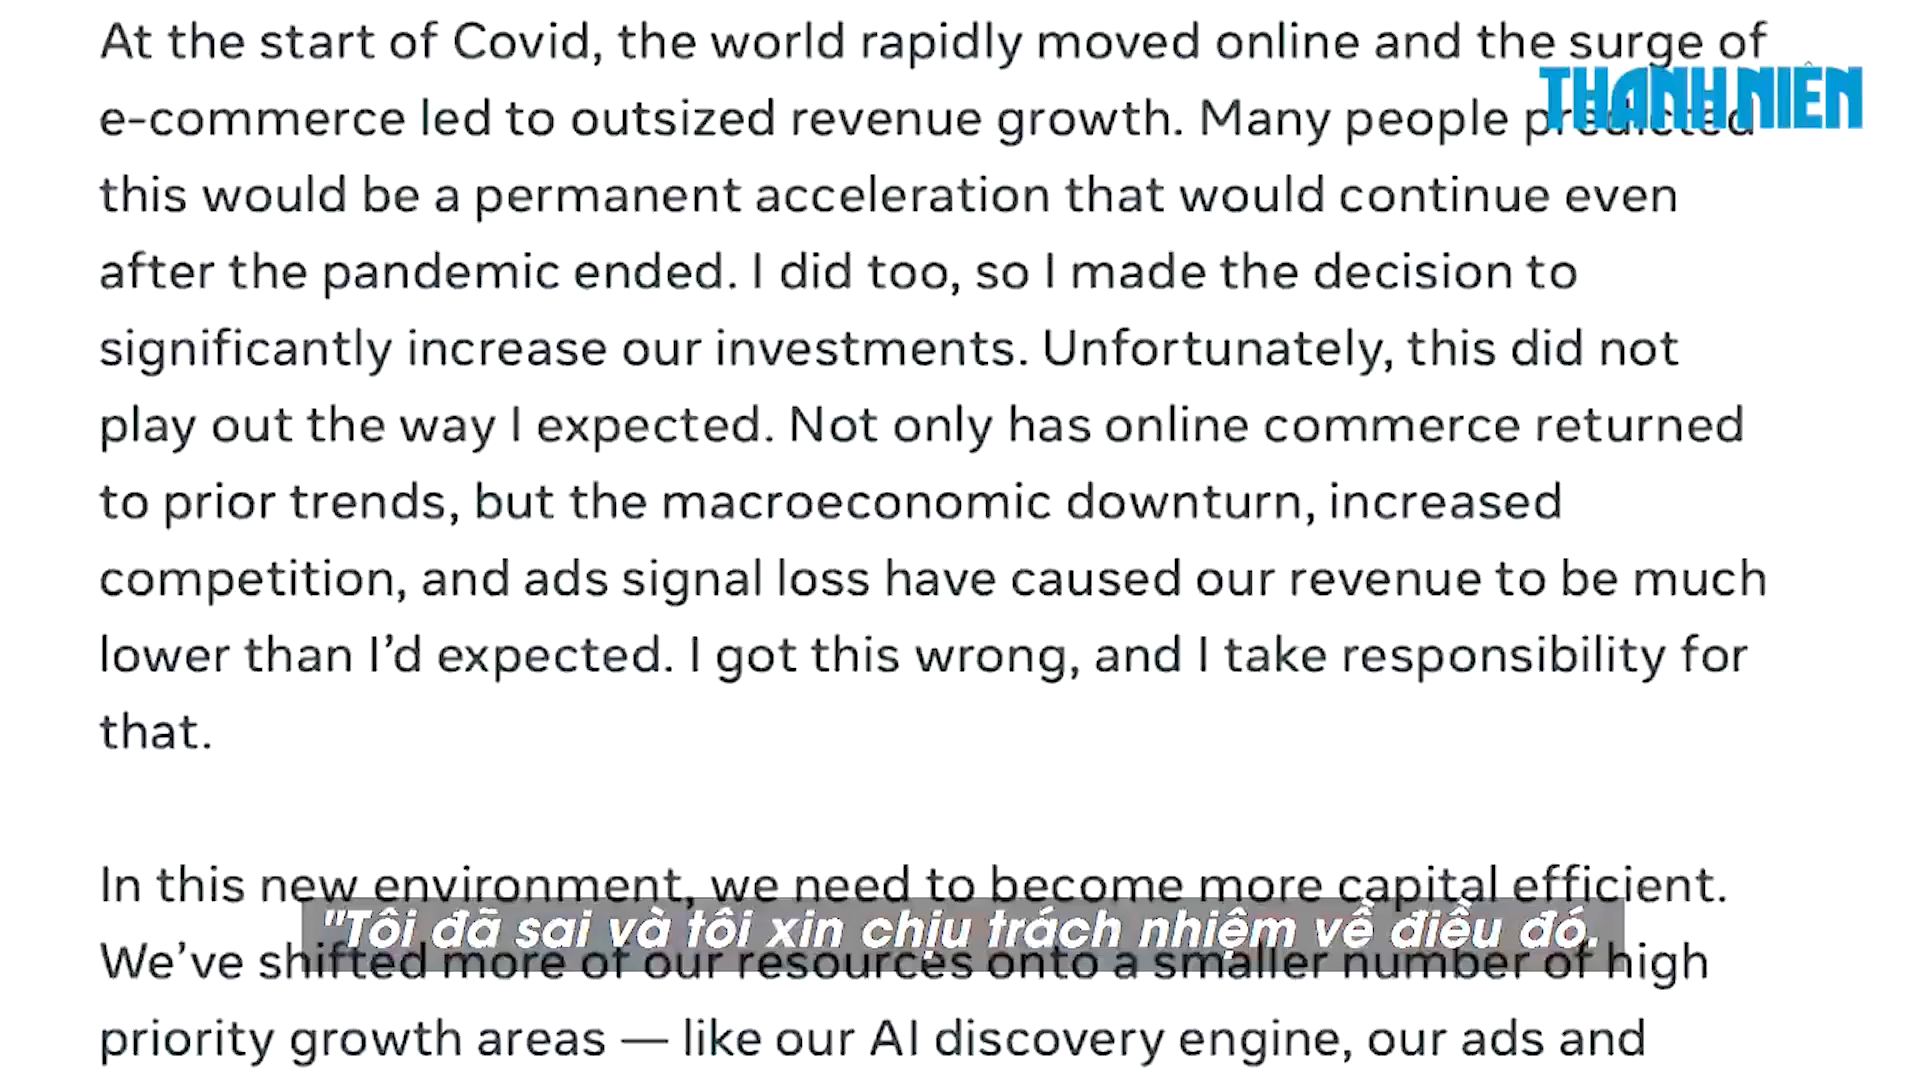 At the start of Covid, the world rapidly moved online and the surge of
THANH NIÊN
e-commerce led to outsized revenue growth. Many people predicted
this would be a permanent acceleration that would continue even
after the pandemic ended. I did too, so I made the decision to
significantly increase our investments. Unfortunately, this did not
play out the way I expected. Not only has online commerce returned
to prior trends, but the macroeconomic downturn, increased
competition, and ads signal loss have caused our revenue to be much
lower than I’d expected. I got this wrong, and I take responsibility for
that.
In this new environment, we need to become more capital efficient.
"Tôi đã sai và tôi xin chịu trách nhiệm về điều đó.
We’ve shifted more of our resources onto a smaller number of high
priority growth areas — like our AI discovery engine, our ads and